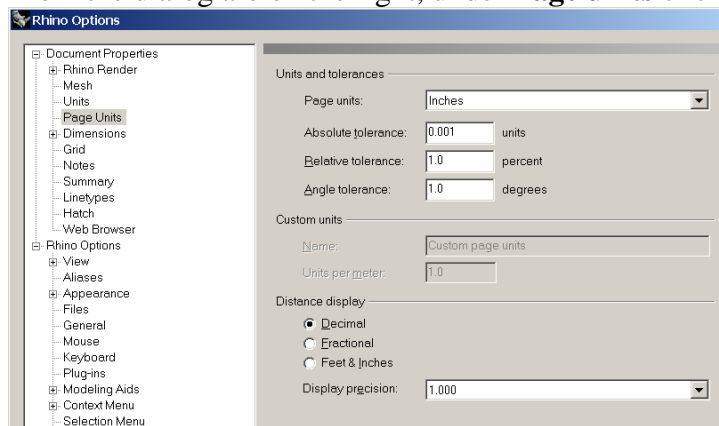 Rhino Options
Document Properties
Rhino Render
Mesh
Units
Page Units
Dimensions
Grid
Notes
Summary
Linetypes
Hatch
Web Browser
Rhino Options
View
Aliases
Appearance
Files
General
Mouse
Keyboard
Plug-ins
Modeling Aids
Context Menu
Selection Menu
Units and tolerances
Page units: Inches
Absolute tolerance: 0.001 units
Relative tolerance: 1.0 percent
Angle tolerance: 1.0 degrees
Custom units
Name: Custom page units
Units per meter: 1.0
Distance display
Decimal
Fractional
Feet & Inches
Display precision: 1.000